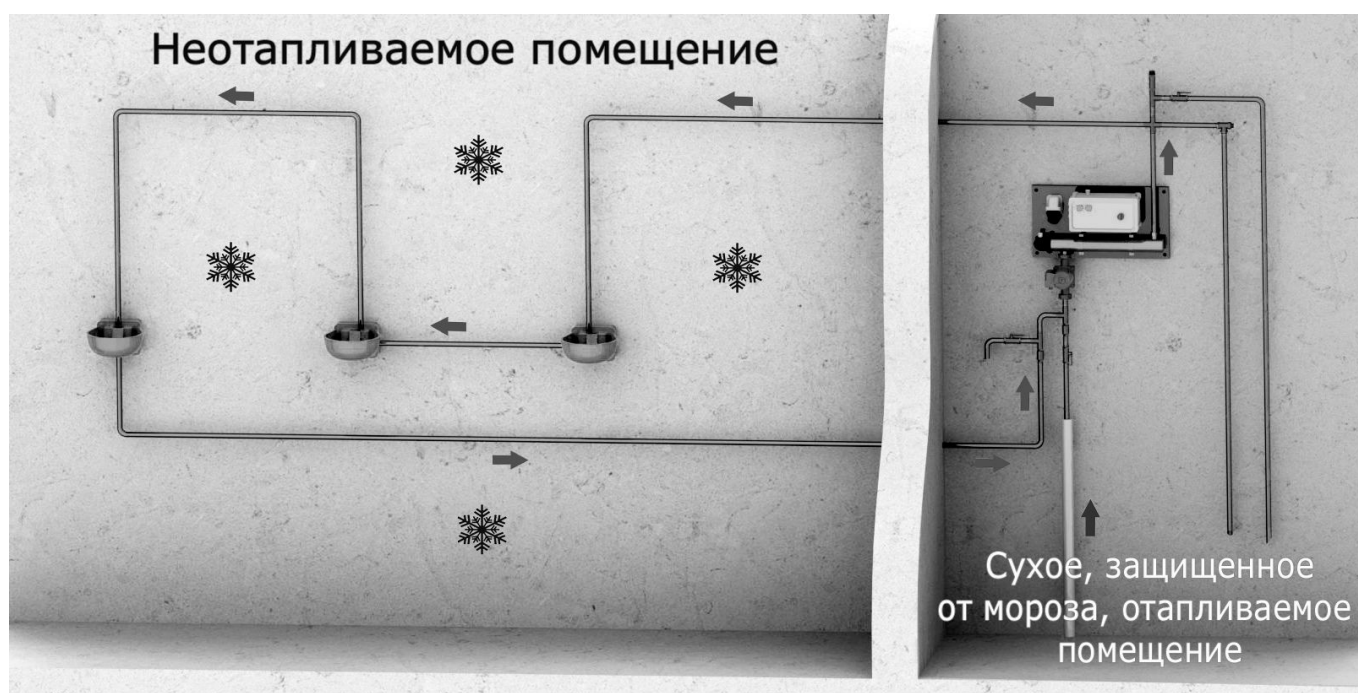 Неотапливаемое помещение
Сухое, защищенное
от мороза, отапливаемое
помещение